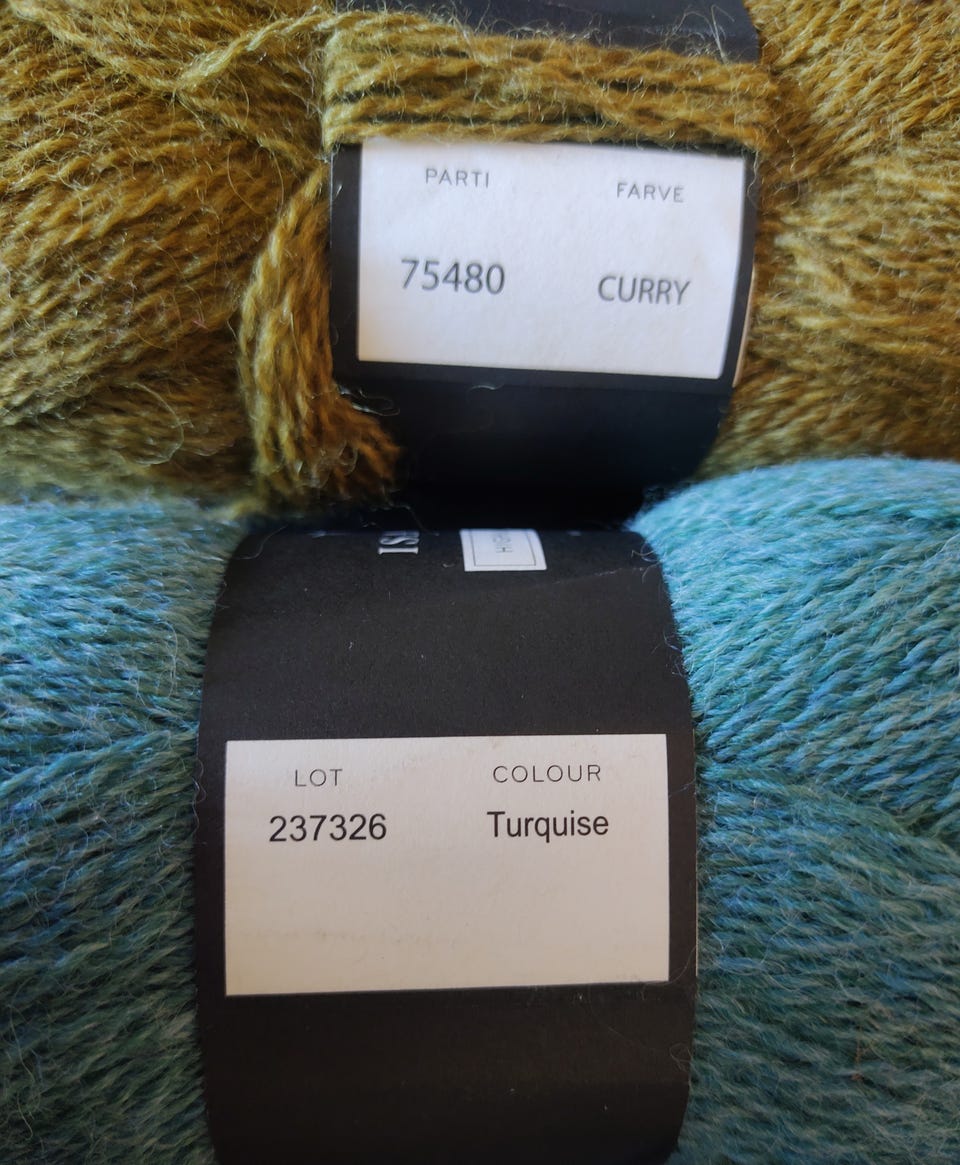 PARTI FARVE
75480 CURRY
LOT COLOUR
237326 Turquise